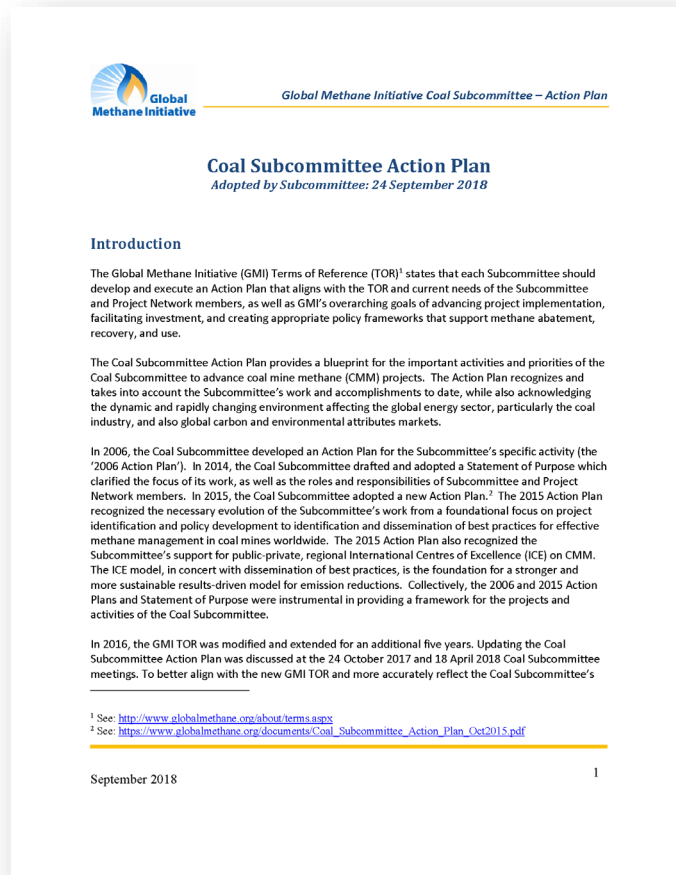 Global
Methane Initiative
Global Methane Initiative Coal Subcommittee – Action Plan
Coal Subcommittee Action Plan
Adopted by Subcommittee: 24 September 2018
Introduction
The Global Methane Initiative (GMI) Terms of Reference (TOR)¹ states that each Subcommittee should
develop and execute an Action Plan that aligns with the TOR and current needs of the Subcommittee
and Project Network members, as well as GMI’s overarching goals of advancing project implementation,
facilitating investment, and creating appropriate policy frameworks that support methane abatement,
recovery, and use.
The Coal Subcommittee Action Plan provides a blueprint for the important activities and priorities of the
Coal Subcommittee to advance coal mine methane (CMM) projects.  The Action Plan recognizes and
takes into account the Subcommittee’s work and accomplishments to date, while also acknowledging
the dynamic and rapidly changing environment affecting the global energy sector, particularly the coal
industry, and also global carbon and environmental attributes markets.
In 2006, the Coal Subcommittee developed an Action Plan for the Subcommittee’s specific activity (the
‘2006 Action Plan’).  In 2014, the Coal Subcommittee drafted and adopted a Statement of Purpose which
clarified the focus of its work, as well as the roles and responsibilities of Subcommittee and Project
Network members.  In 2015, the Coal Subcommittee adopted a new Action Plan.²  The 2015 Action Plan
recognized the necessary evolution of the Subcommittee’s work from a foundational focus on project
identification and policy development to identification and dissemination of best practices for effective
methane management in coal mines worldwide.  The 2015 Action Plan also recognized the
Subcommittee’s support for public-private, regional International Centres of Excellence (ICE) on CMM.
The ICE model, in concert with dissemination of best practices, is the foundation for a stronger and
more sustainable results-driven model for emission reductions.  Collectively, the 2006 and 2015 Action
Plans and Statement of Purpose were instrumental in providing a framework for the projects and
activities of the Coal Subcommittee.
In 2016, the GMI TOR was modified and extended for an additional five years. Updating the Coal
Subcommittee Action Plan was discussed at the 24 October 2017 and 18 April 2018 Coal Subcommittee
meetings. To better align with the new GMI TOR and more accurately reflect the Coal Subcommittee’s
¹ See: http://www.globalmethane.org/about/terms.aspx
² See: https://www.globalmethane.org/documents/Coal_Subcommittee_Action_Plan_Oct2015.pdf
September 2018
1